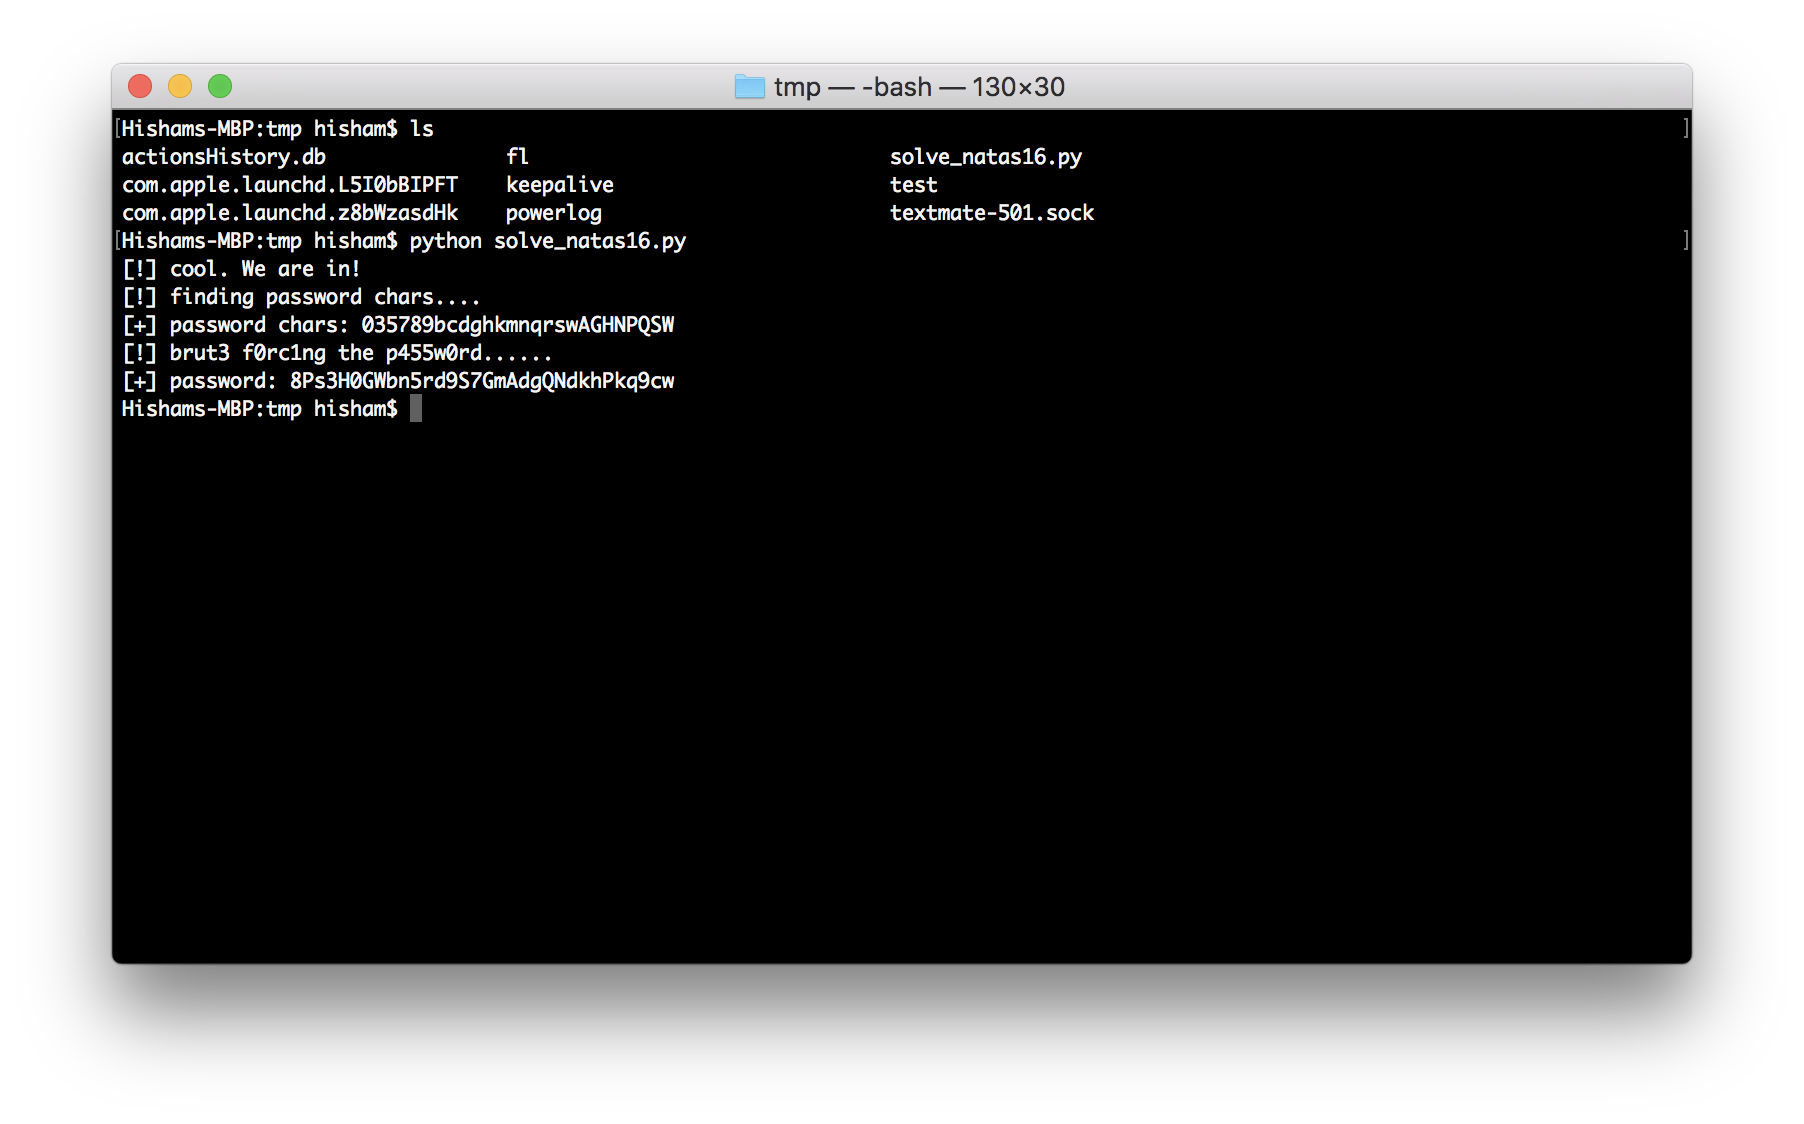 tmp — -bash — 130×30
[Hishams-MBP:tmp hisham$ ls ]
actionsHistory.db fl solve_natas16.py
com.apple.launchd.L5I0bBIPFT keepalive test
com.apple.launchd.z8bWzasdHk powerlog textmate-501.sock
[Hishams-MBP:tmp hisham$ python solve_natas16.py ]
[!] cool. We are in!
[!] finding password chars....
[+] password chars: 035789bcdghkmnqrswAGHNPQSW
[!] brut3 f0rc1ng the p455w0rd......
[+] password: 8Ps3H0GWbn5rd9S7GmAdgQNdkhPkq9cw
Hishams-MBP:tmp hisham$